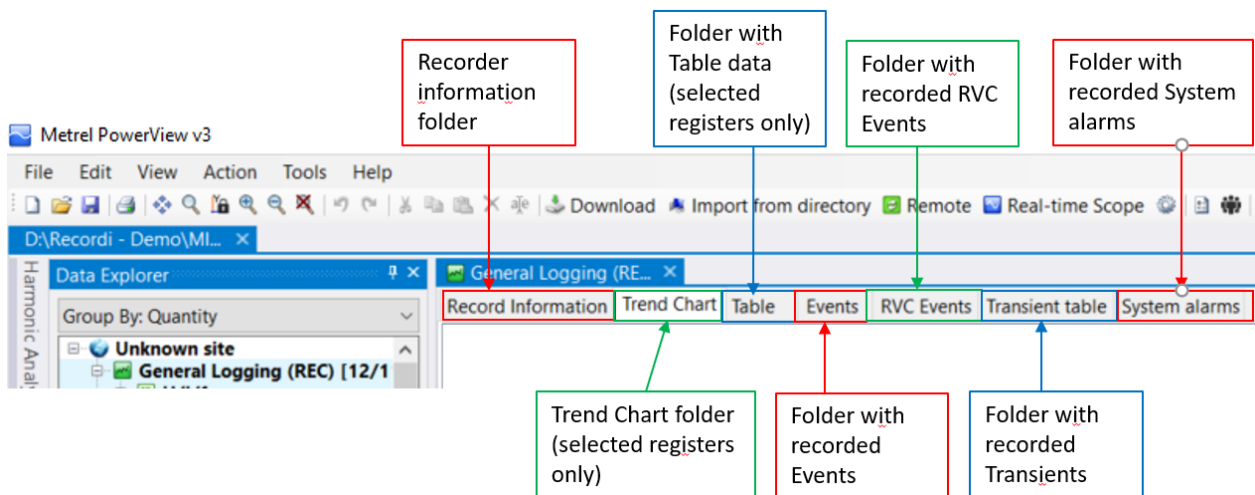 Recorder
information
folder
Folder with
Table data
(selected
registers only)
Folder with
recorded RVC
Events
Folder with
recorded System
alarms
Metrel PowerView v3
File Edit View Action Tools Help
Download Import from directory Remote Real-time Scope
D:\Recordi - Demo\MI...
Harmonic Analy
Data Explorer
General Logging (RE...
Group By: Quantity
Record Information Trend Chart Table Events RVC Events Transient table System alarms
Unknown site
General Logging (REC) [12/1
Trend Chart folder
(selected registers
only)
Folder with
recorded
Events
Folder with
recorded
Transients